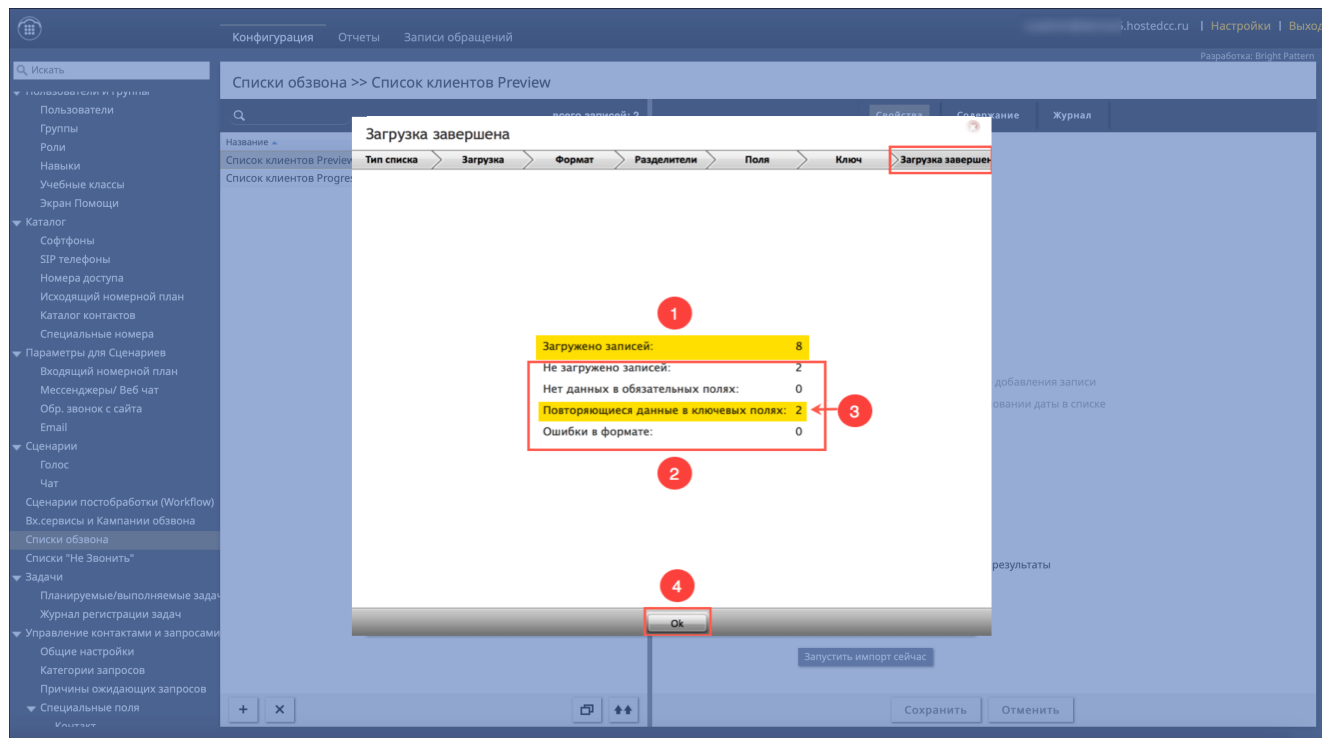 .hostedcc.ru | Настройки | Выход
Конфигурация Отчеты Записи обращений
Разработка: Bright Pattern
Искать
Списки обзвона >> Список клиентов Preview
Пользователи и группы
Пользователи
Группы
Роли
Навыки
Учебные классы
Экран Помощи
Каталог
Софтфоны
SIP телефоны
Номера доступа
Исходящий номерной план
Каталог контактов
Специальные номера
Параметры для Сценариев
Входящий номерной план
Мессенджеры/ Веб чат
Обр. звонок с сайта
Email
Сценарии
Голос
Чат
Сценарии постобработки (Workflow)
Вх.сервисы и Кампании обзвона
Списки обзвона
Списки "Не Звонить"
Задачи
Планируемые/выполняемые задач
Журнал регистрации задач
Управление контактами и запросами
Общие настройки
Категории запросов
Причины ожидающих запросов
Специальные поля
Контакт
всего записей: 2
Название
Список клиентов Preview
Список клиентов Progres
Свойства Содержание Журнал
Загрузка завершена
Тип списка Загрузка Формат Разделители Поля Ключ Загрузка завершен
1
Загружено записей: 8
Не загружено записей: 2
Нет данных в обязательных полях: 0
Повторяющиеся данные в ключевых полях: 2
3
Ошибки в формате: 0
2
4
Ok
добавления записи
овании даты в списке
результаты
Запустить импорт сейчас
Сохранить Отменить